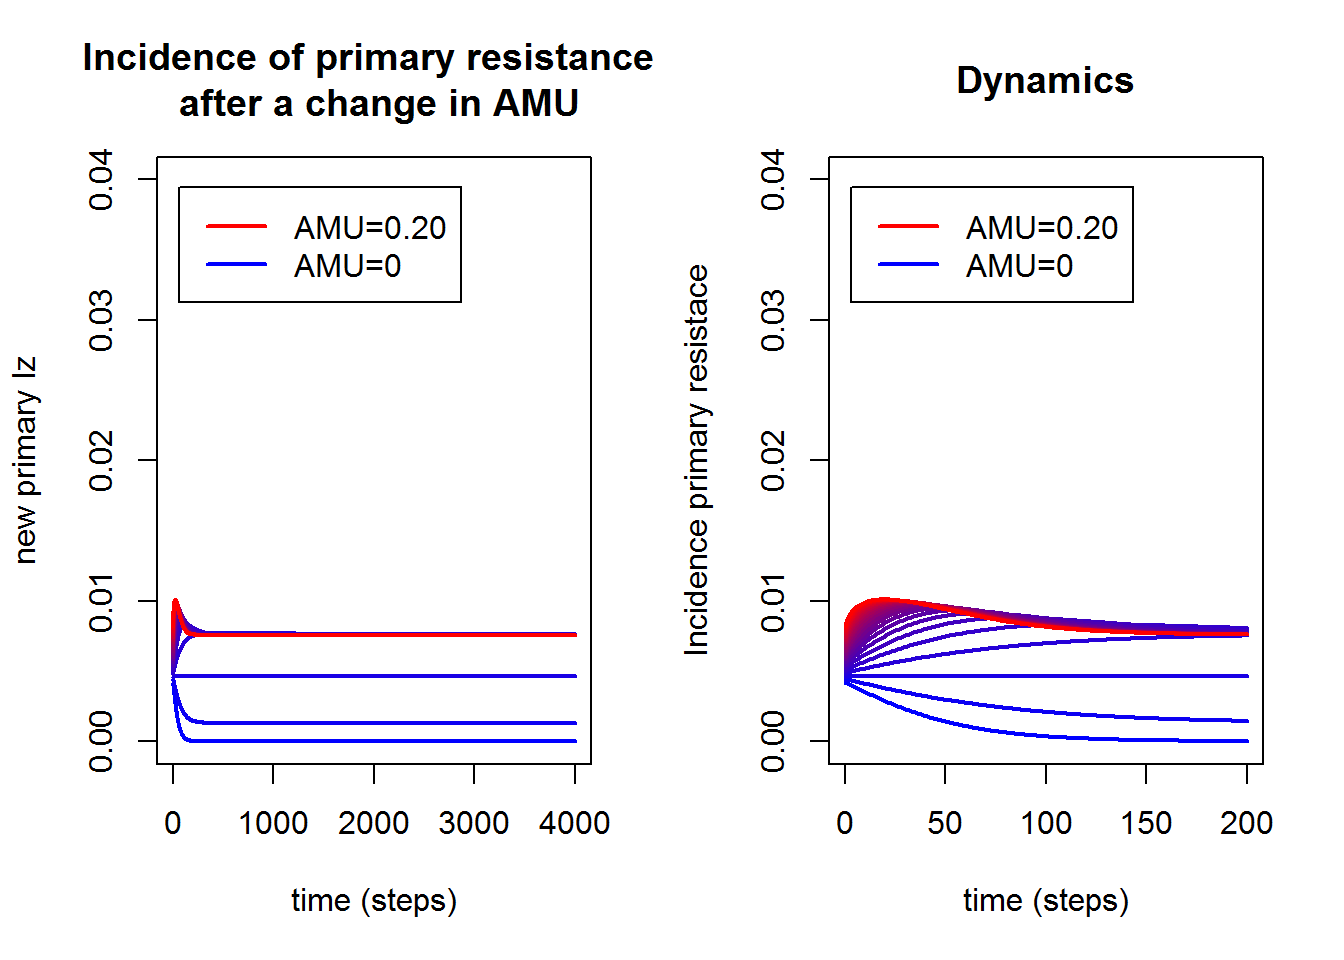 Incidence of primary resistance
after a change in AMU
new primary Iz
0.04
0.03
0.02
0.01
0.00
AMU=0.20
AMU=0
0 1000 2000 3000 4000
time (steps)
Dynamics
Incidence primary resistace
0.04
0.03
0.02
0.01
0.00
AMU=0.20
AMU=0
0 50 100 150 200
time (steps)